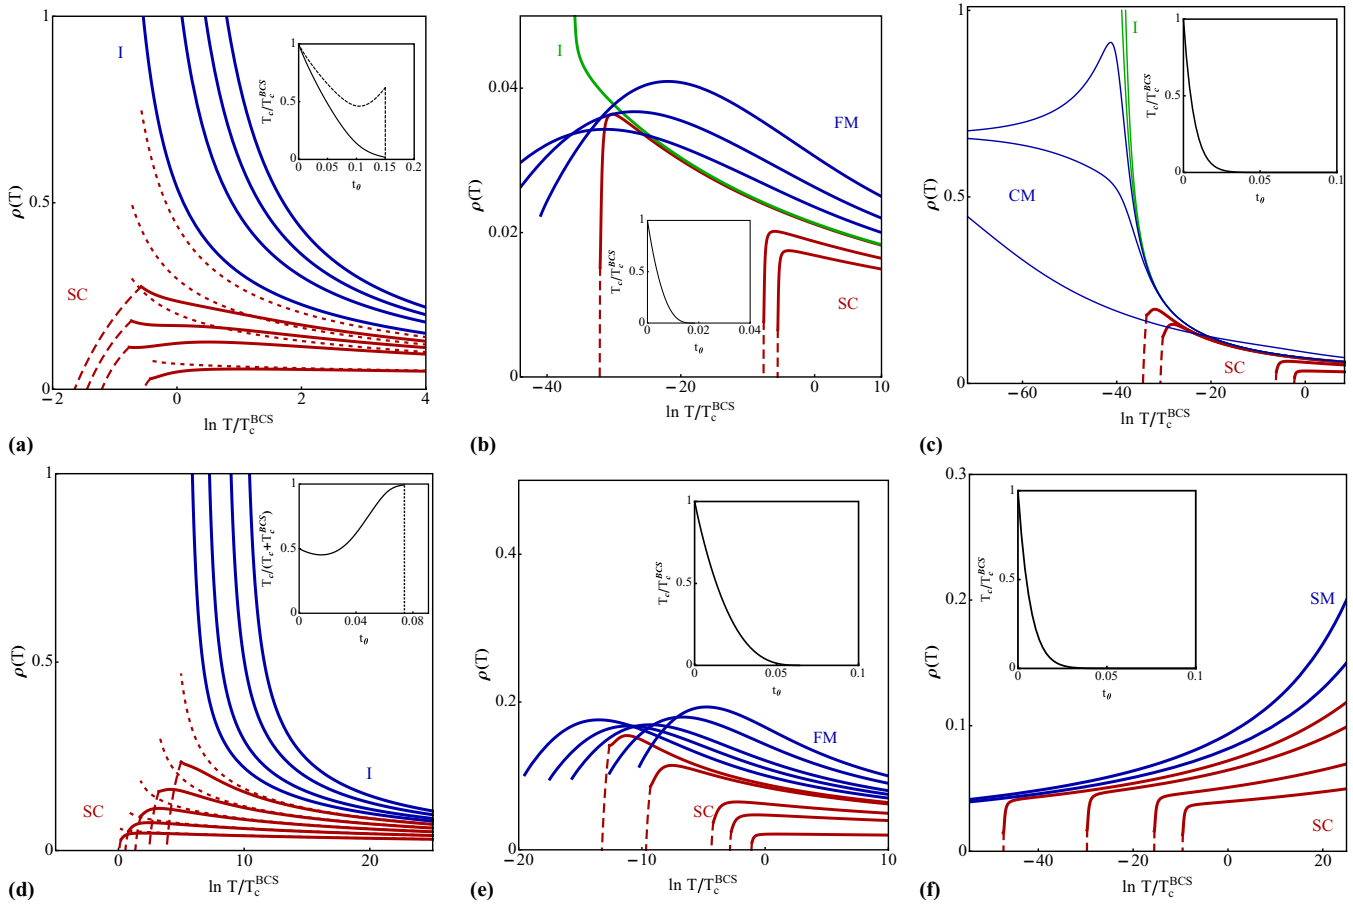 1
I
1
T_c/T_c^BCS
0.5
0
0 0.05 0.1 0.15 0.2
t_θ
ρ(T)
0.5
SC
0
−2 0 2 4
ln T/T_c^BCS
(a)
0.04
I
FM
ρ(T)
1
T_c/T_c^BCS
0.5
0
0 0.02 0.04
t_θ
0.02
SC
0
−40 −20 0 10
ln T/T_c^BCS
(b)
1
I
1
T_c/T_c^BCS
0.5
0
0 0.05 0.1
t_θ
ρ(T)
0.5
CM
SC
0
−60 −40 −20 0
ln T/T_c^BCS
(c)
1
1
T_c/(T_c+T_c^BCS)
0.5
0
0 0.04 0.08
t_θ
ρ(T)
0.5
I
SC
0
0 10 20
ln T/T_c^BCS
(d)
0.4
1
T_c/T_c^BCS
0.5
0
0 0.05 0.1
t_θ
ρ(T)
0.2
FM
SC
0
−20 −10 0 10
ln T/T_c^BCS
(e)
0.3
1
T_c/T_c^BCS
0.5
0
0 0.05 0.1
t_θ
0.2
SM
ρ(T)
0.1
SC
0
−40 −20 0 20
ln T/T_c^BCS
(f)